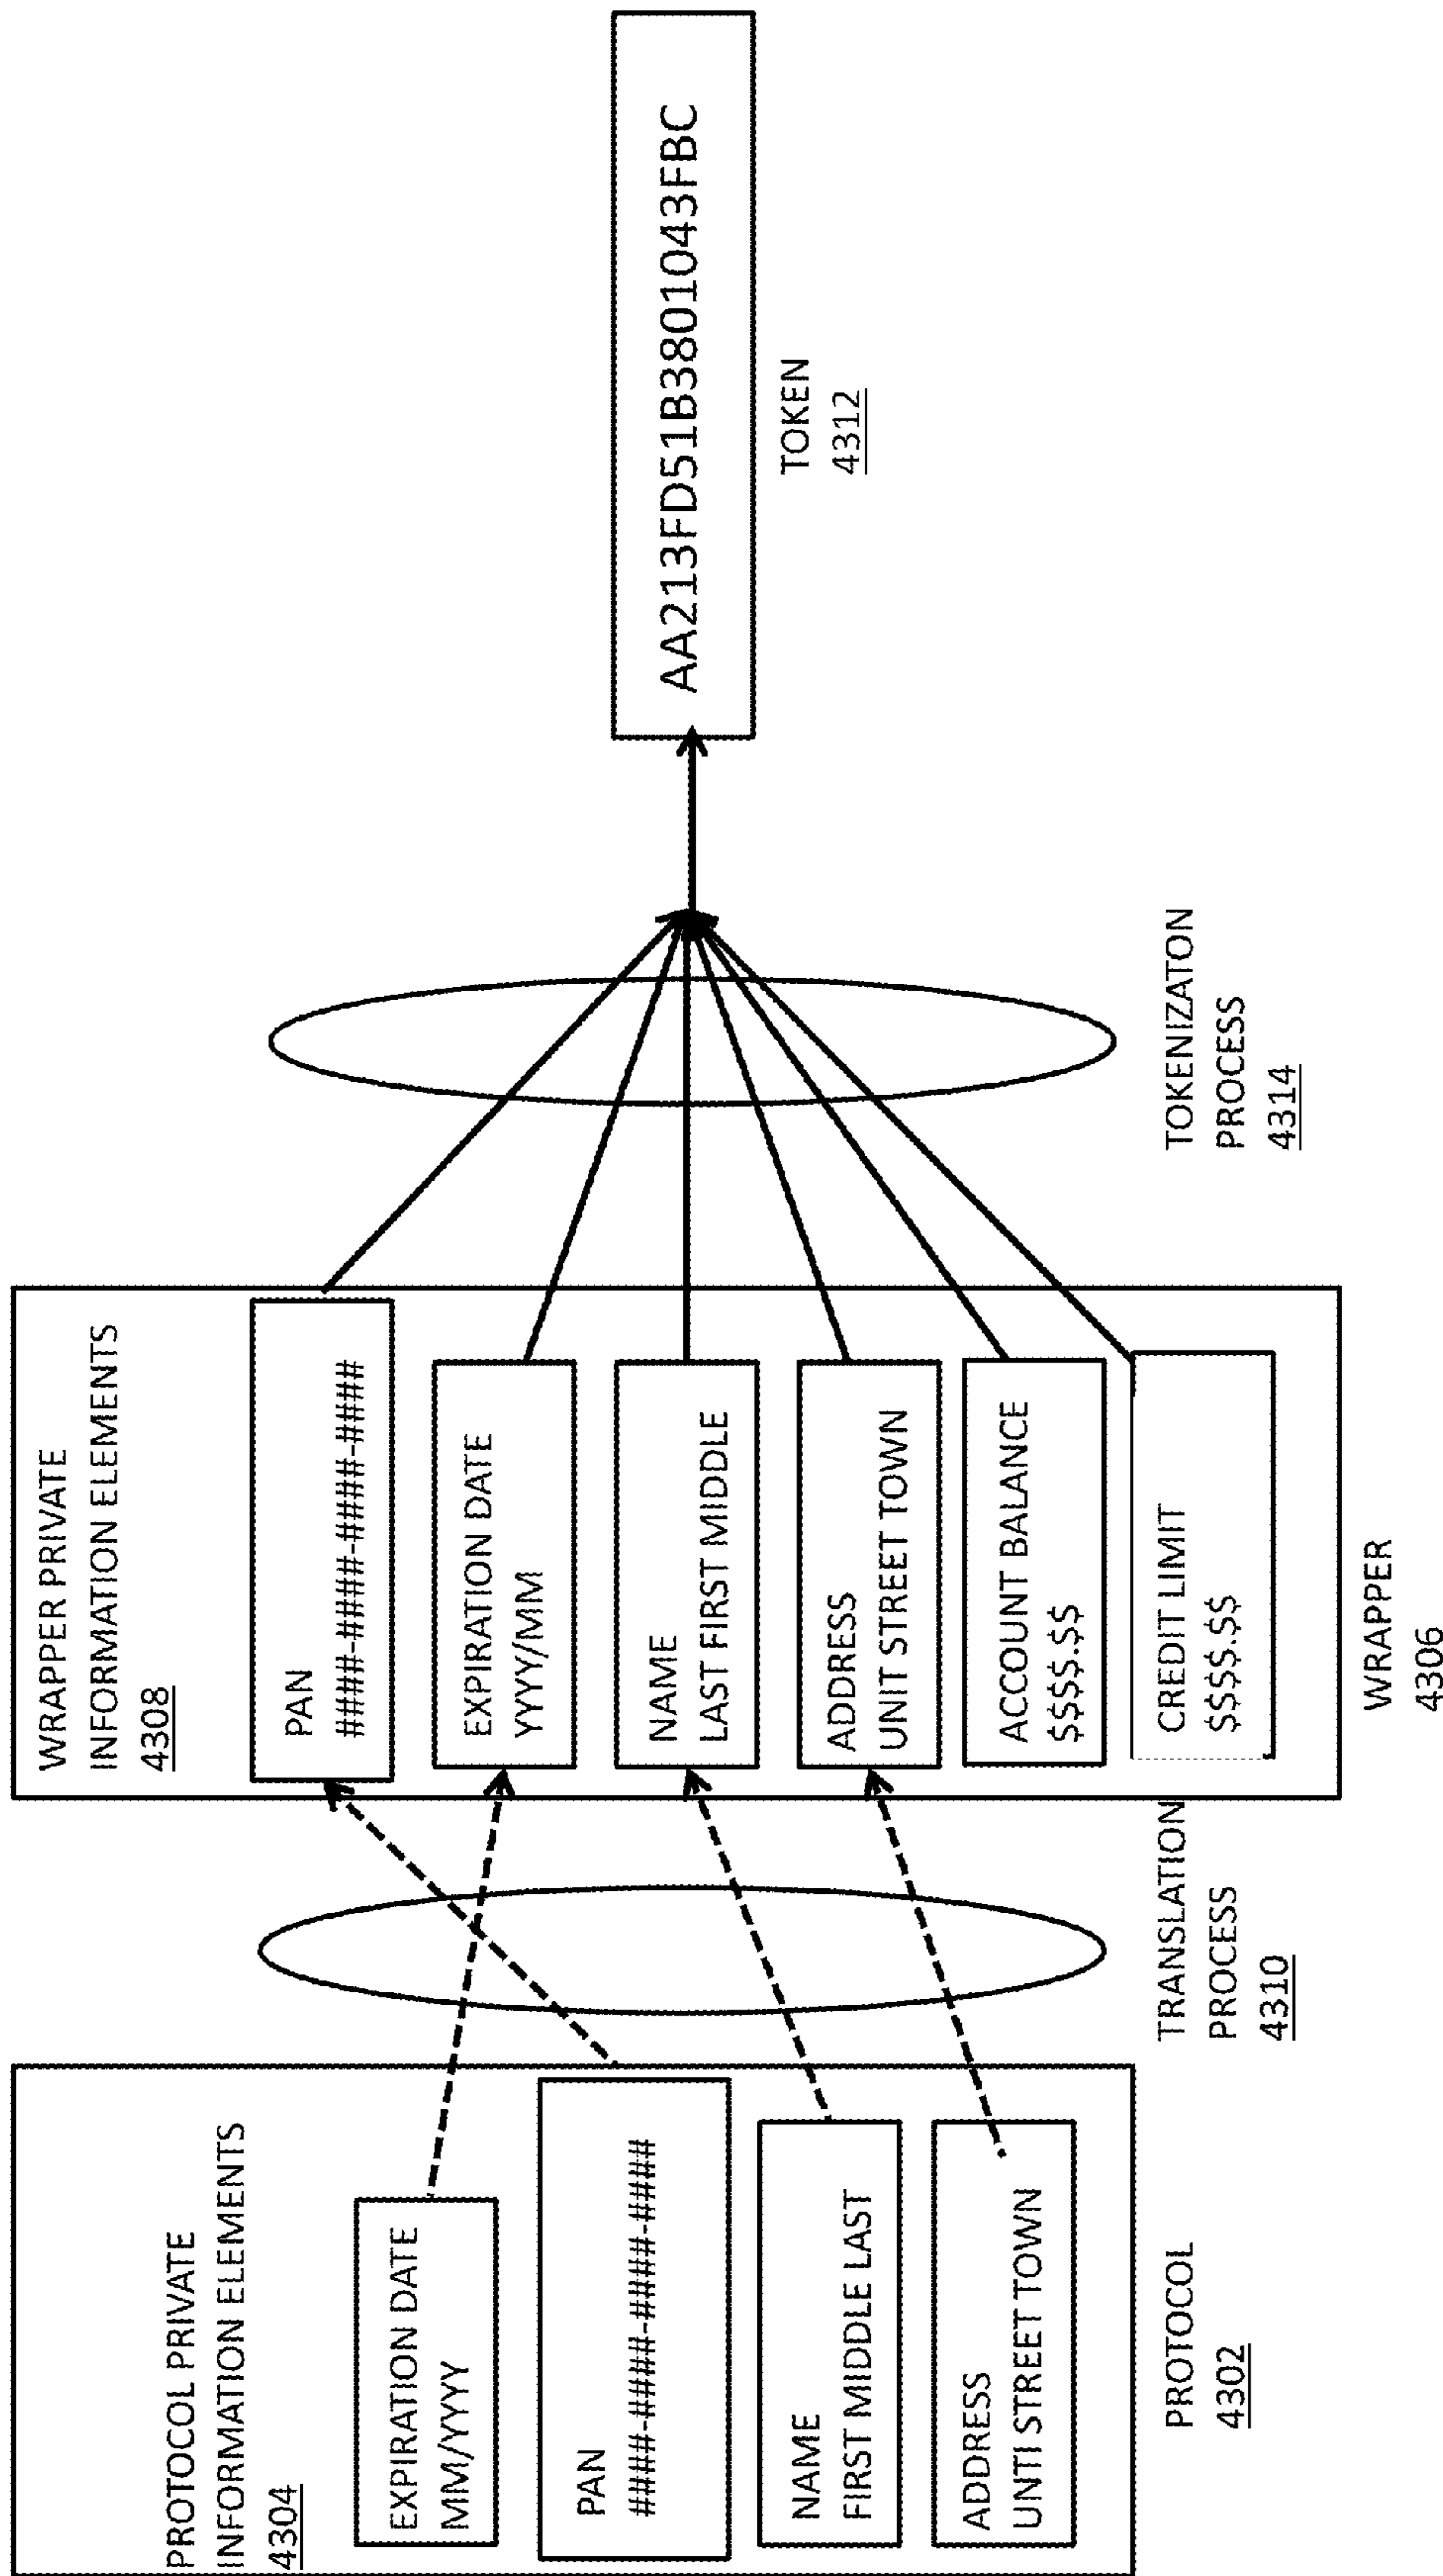 PROTOCOL PRIVATE
INFORMATION ELEMENTS
4304
EXPIRATION DATE
MM/YYYY
PAN
####-####-####-####
NAME
FIRST MIDDLE LAST
ADDRESS
UNTI STREET TOWN
PROTOCOL
4302
TRANSLATION
PROCESS
4310
WRAPPER PRIVATE
INFORMATION ELEMENTS
4308
PAN
####-####-####-####
EXPIRATION DATE
YYYY/MM
NAME
LAST FIRST MIDDLE
ADDRESS
UNIT STREET TOWN
ACCOUNT BALANCE
$$$$.$$
CREDIT LIMIT
$$$$.$$
WRAPPER
4306
TOKENIZATON
PROCESS
4314
AA213FD51B3801043FBC
TOKEN
4312